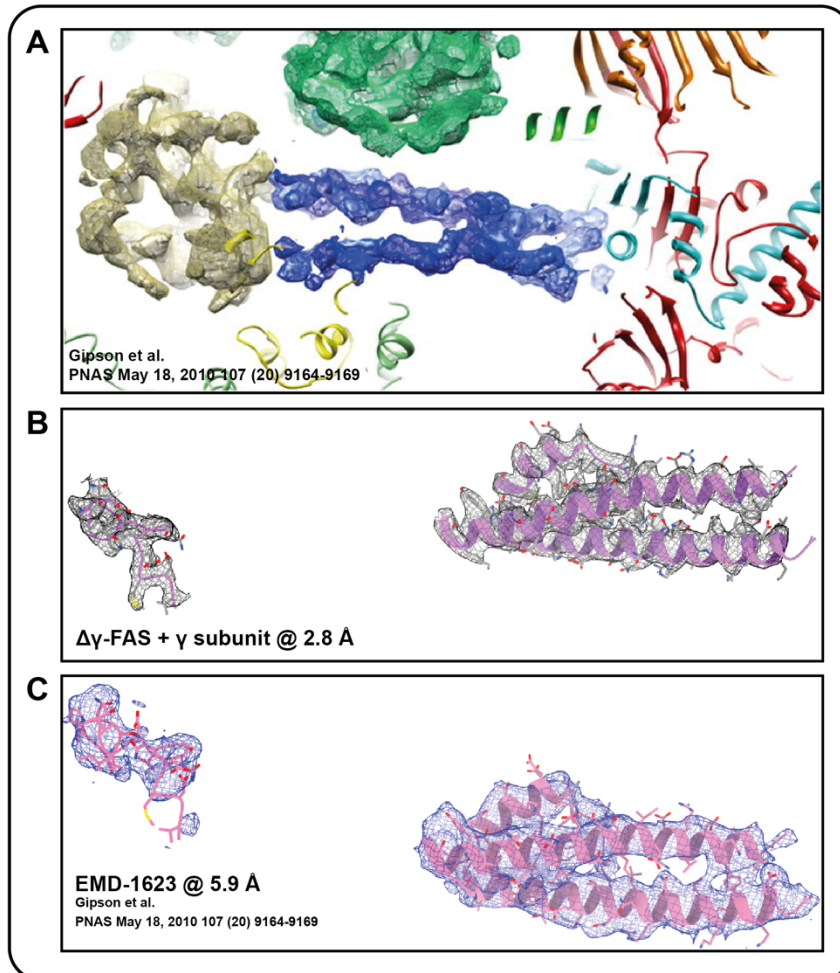 A
Gipson et al.
PNAS May 18, 2010 107 (20) 9164-9169
B
Δγ-FAS + γ subunit @ 2.8 Å
C
EMD-1623 @ 5.9 Å
Gipson et al.
PNAS May 18, 2010 107 (20) 9164-9169